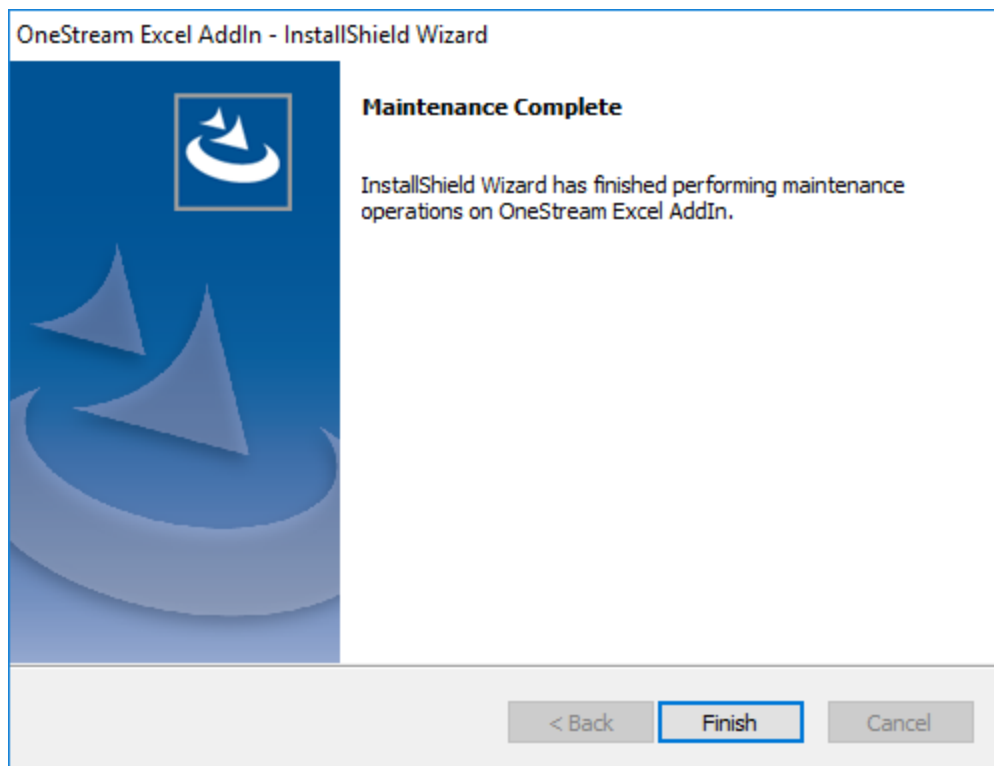 OneStream Excel AddIn - InstallShield Wizard
Maintenance Complete
InstallShield Wizard has finished performing maintenance
operations on OneStream Excel AddIn.
< Back
Finish
Cancel